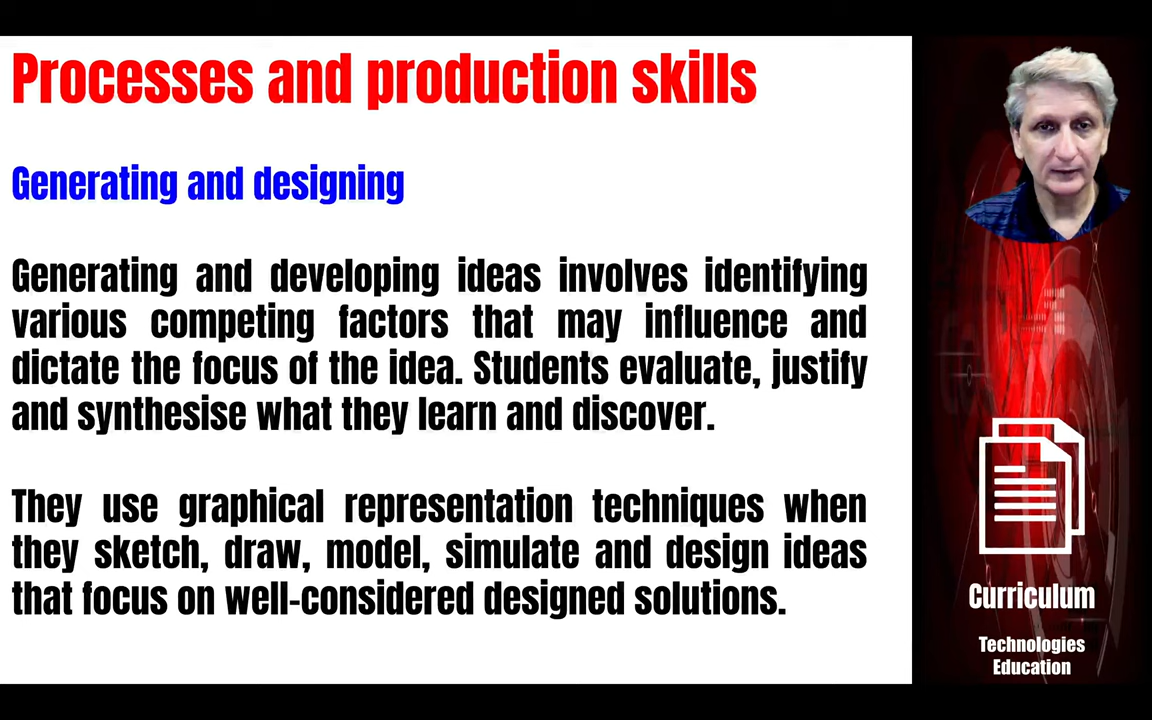 Processes and production skills
Generating and designing
Generating and developing ideas involves identifying
various competing factors that may influence and
dictate the focus of the idea. Students evaluate, justify
and synthesise what they learn and discover.
They use graphical representation techniques when
they sketch, draw, model, simulate and design ideas
that focus on well-considered designed solutions.
Curriculum
Technologies
Education